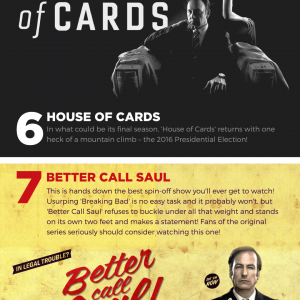 of CARDS
6 HOUSE OF CARDS
In what could be its final season, 'House of Cards' returns with one
heck of a mountain climb - the 2016 Presidential Election!
7 BETTER CALL SAUL
This is hands down the best spin-off show you'll ever get to watch!
Usurping 'Breaking Bad' is no easy task and it probably won't, but
'Better Call Saul' refuses to buckle under all that weight and stands
on its own two feet and makes a statement! Fans of the original
series seriously should consider watching this one!
IN LEGAL TROUBLE?
Better
call
Saul!
NOW